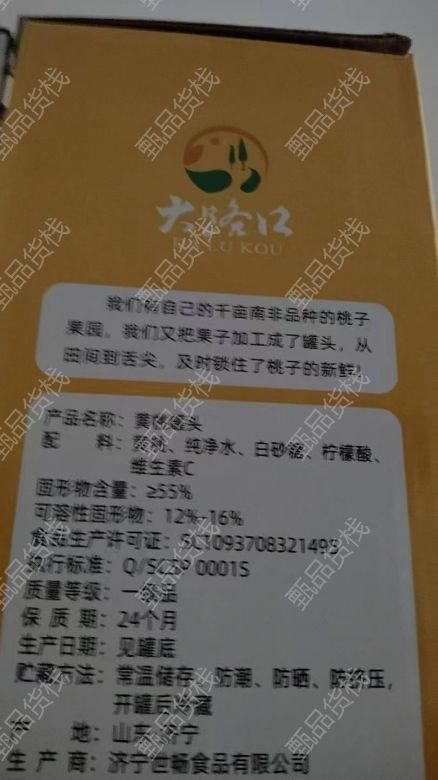 大路口
DA LU KOU
我们有自己的千亩南非品种的桃子
果园，我们又把果子加工成了罐头，从
田间到舌尖，及时锁住了桃子的新鲜！
产品名称：黄桃罐头
配 料：黄桃、纯净水、白砂糖、柠檬酸、
维生素C
固形物含量：≥55%
可溶性固形物：12%-16%
食品生产许可证：SC1093708321495
执行标准：Q/SCSP 0001S
质量等级：一级品
保 质 期：24个月
生产日期：见罐底
贮藏方法：常温储存、防潮、防晒、防挤压，
开罐后冷藏
产 地：山东·济宁
生 产 商：济宁世畅食品有限公司
甄品货栈